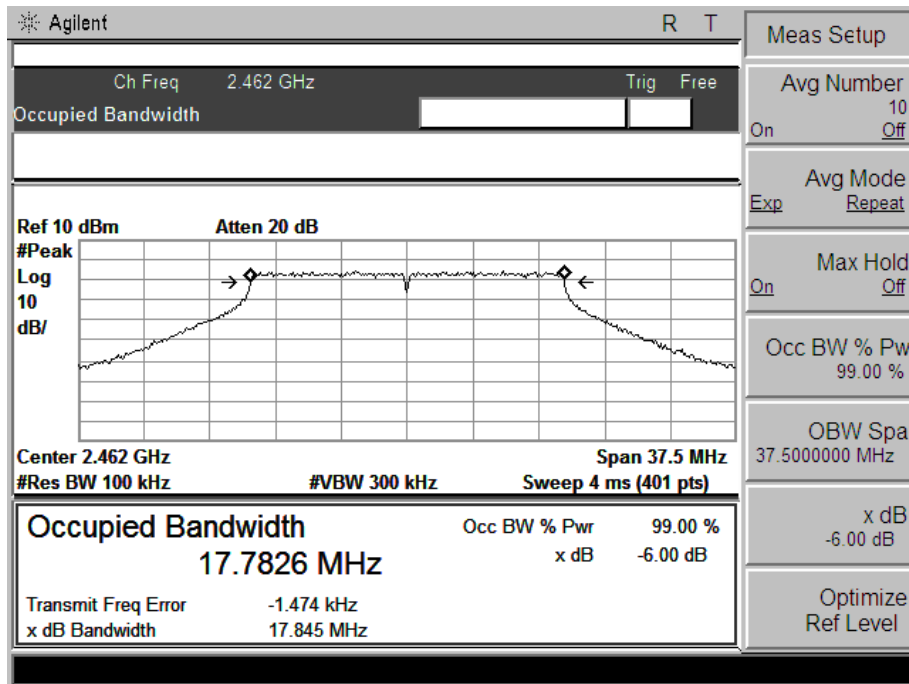 Agilent R T
Ch Freq 2.462 GHz Trig Free
Occupied Bandwidth
Ref 10 dBm Atten 20 dB
#Peak
Log
10
dB/
Center 2.462 GHz Span 37.5 MHz
#Res BW 100 kHz #VBW 300 kHz Sweep 4 ms (401 pts)
Occupied Bandwidth Occ BW % Pwr 99.00 %
17.7826 MHz x dB -6.00 dB
Transmit Freq Error -1.474 kHz
x dB Bandwidth 17.845 MHz
Meas Setup
Avg Number
10
On Off
Avg Mode
Exp Repeat
Max Hold
On Off
Occ BW % Pw
99.00 %
OBW Spa
37.5000000 MHz
x dB
-6.00 dB
Optimize
Ref Level